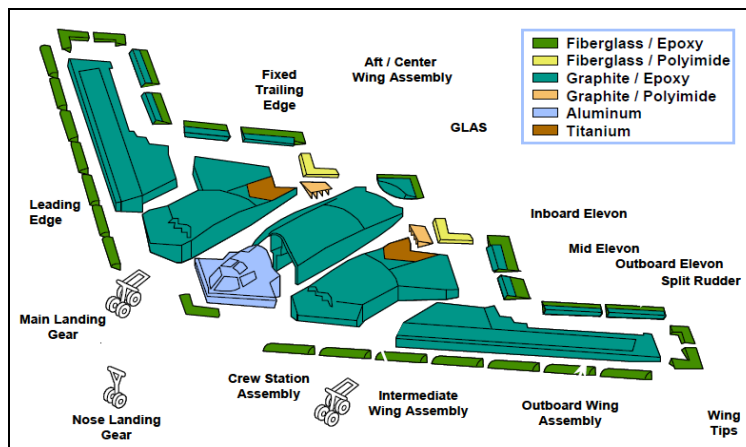 Fiberglass / Epoxy
Fiberglass / Polyimide
Graphite / Epoxy
Graphite / Polyimide
Aluminum
Titanium
Aft / Center
Wing Assembly
Fixed
Trailing
Edge
GLAS
Leading
Edge
Inboard Elevon
Mid Elevon
Outboard Elevon
Split Rudder
Main Landing
Gear
Nose Landing
Gear
Crew Station
Assembly
Intermediate
Wing Assembly
Outboard Wing
Assembly
Wing
Tips